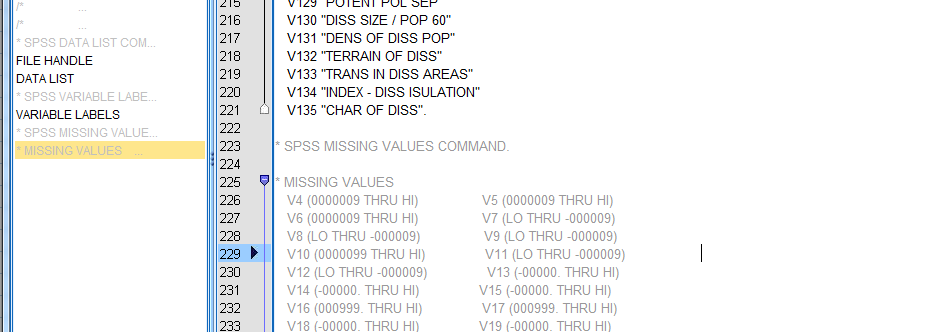 /*                ...
/*                ...
* SPSS DATA LIST COM...
FILE HANDLE
DATA LIST
* SPSS VARIABLE LABE...
VARIABLE LABELS
* SPSS MISSING VALUE...
* MISSING VALUES    ...
215 V129 "POTENT POL SEP"
216 V130 "DISS SIZE / POP 60"
217 V131 "DENS OF DISS POP"
218 V132 "TERRAIN OF DISS"
219 V133 "TRANS IN DISS AREAS"
220 V134 "INDEX - DISS ISULATION"
221 V135 "CHAR OF DISS".
222
223 * SPSS MISSING VALUES COMMAND.
224
225 * MISSING VALUES
226 V4 (0000009 THRU HI) V5 (0000009 THRU HI)
227 V6 (0000009 THRU HI) V7 (LO THRU -000009)
228 V8 (LO THRU -000009) V9 (LO THRU -000009)
229 V10 (0000099 THRU HI) V11 (LO THRU -000009)
230 V12 (LO THRU -000009) V13 (-00000. THRU HI)
231 V14 (-00000. THRU HI) V15 (-00000. THRU HI)
232 V16 (000999. THRU HI) V17 (000999. THRU HI)
233 V18 (-00000. THRU HI) V19 (-00000. THRU HI)